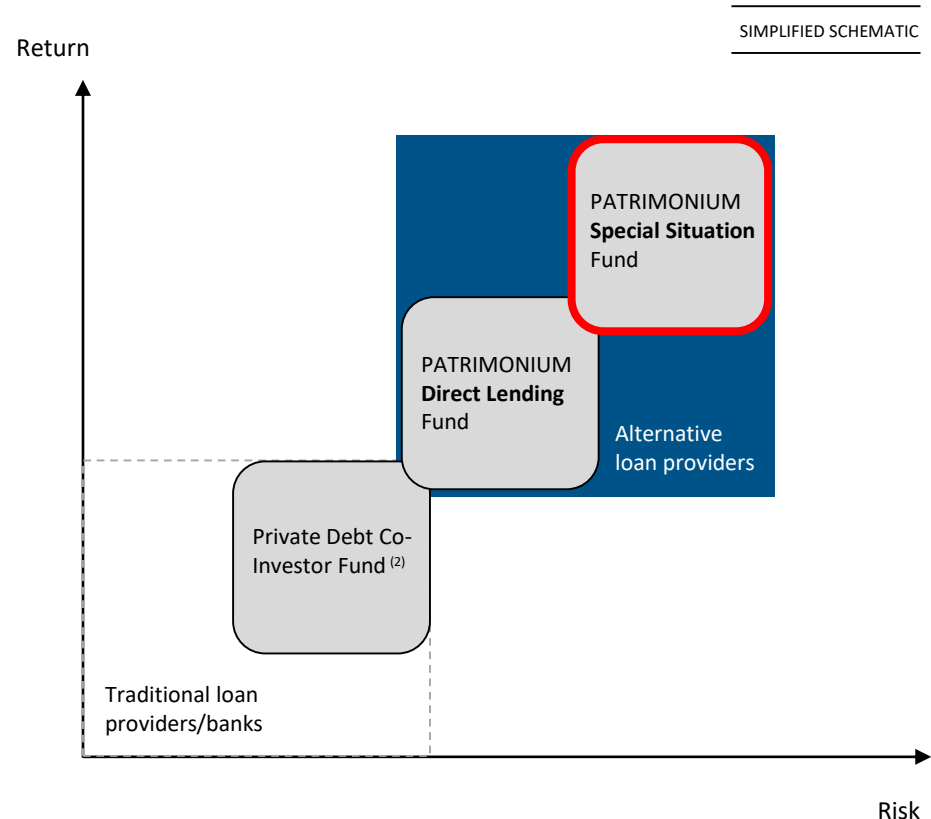 SIMPLIFIED SCHEMATIC
Return
PATRIMONIUM
Special Situation
Fund
PATRIMONIUM
Direct Lending
Fund
Alternative
loan providers
Private Debt Co-
Investor Fund (2)
Traditional loan
providers/banks
Risk